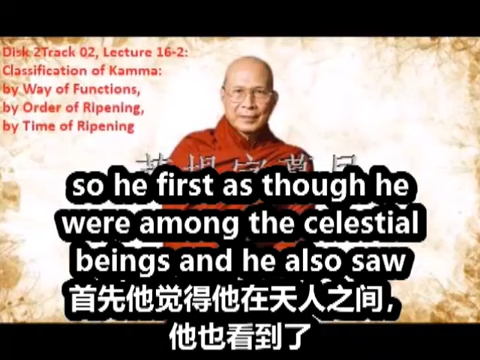 Disk 2Track 02, Lecture 16-2:
Classification of Kamma:
by Way of Functions,
by Order of Ripening,
by Time of Ripening
so he first as though he
were among the celestial
beings and he also saw
首先他觉得他在天人之间，
他也看到了